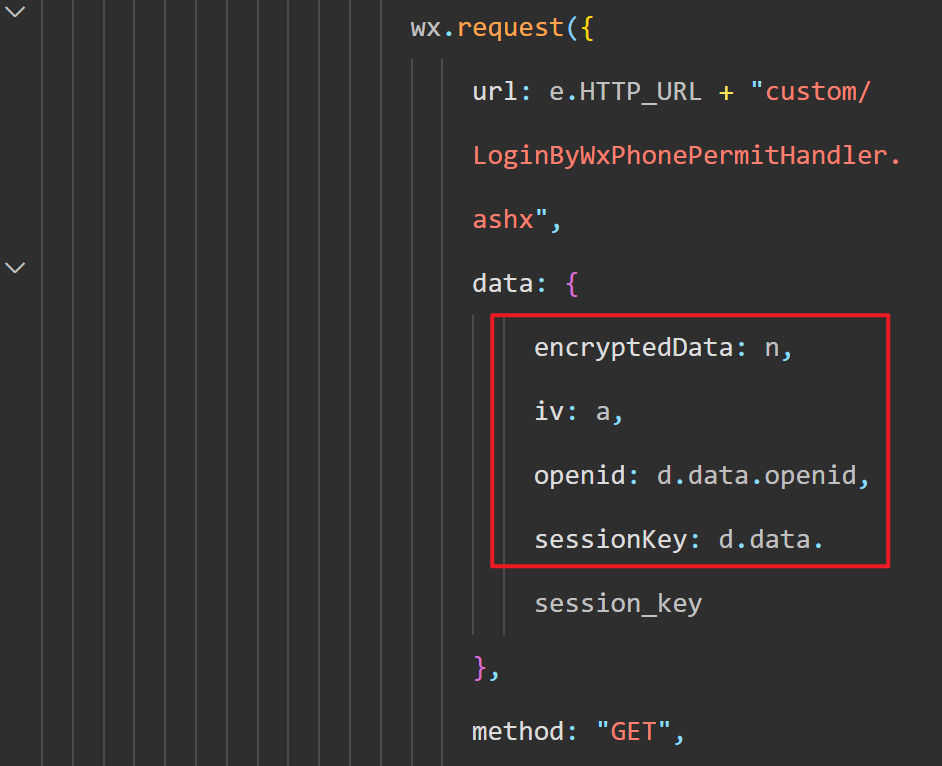 wx.request({
url: e.HTTP_URL + "custom/
LoginByWxPhonePermitHandler.
ashx",
data: {
encryptedData: n,
iv: a,
openid: d.data.openid,
sessionKey: d.data.
session_key
},
method: "GET",